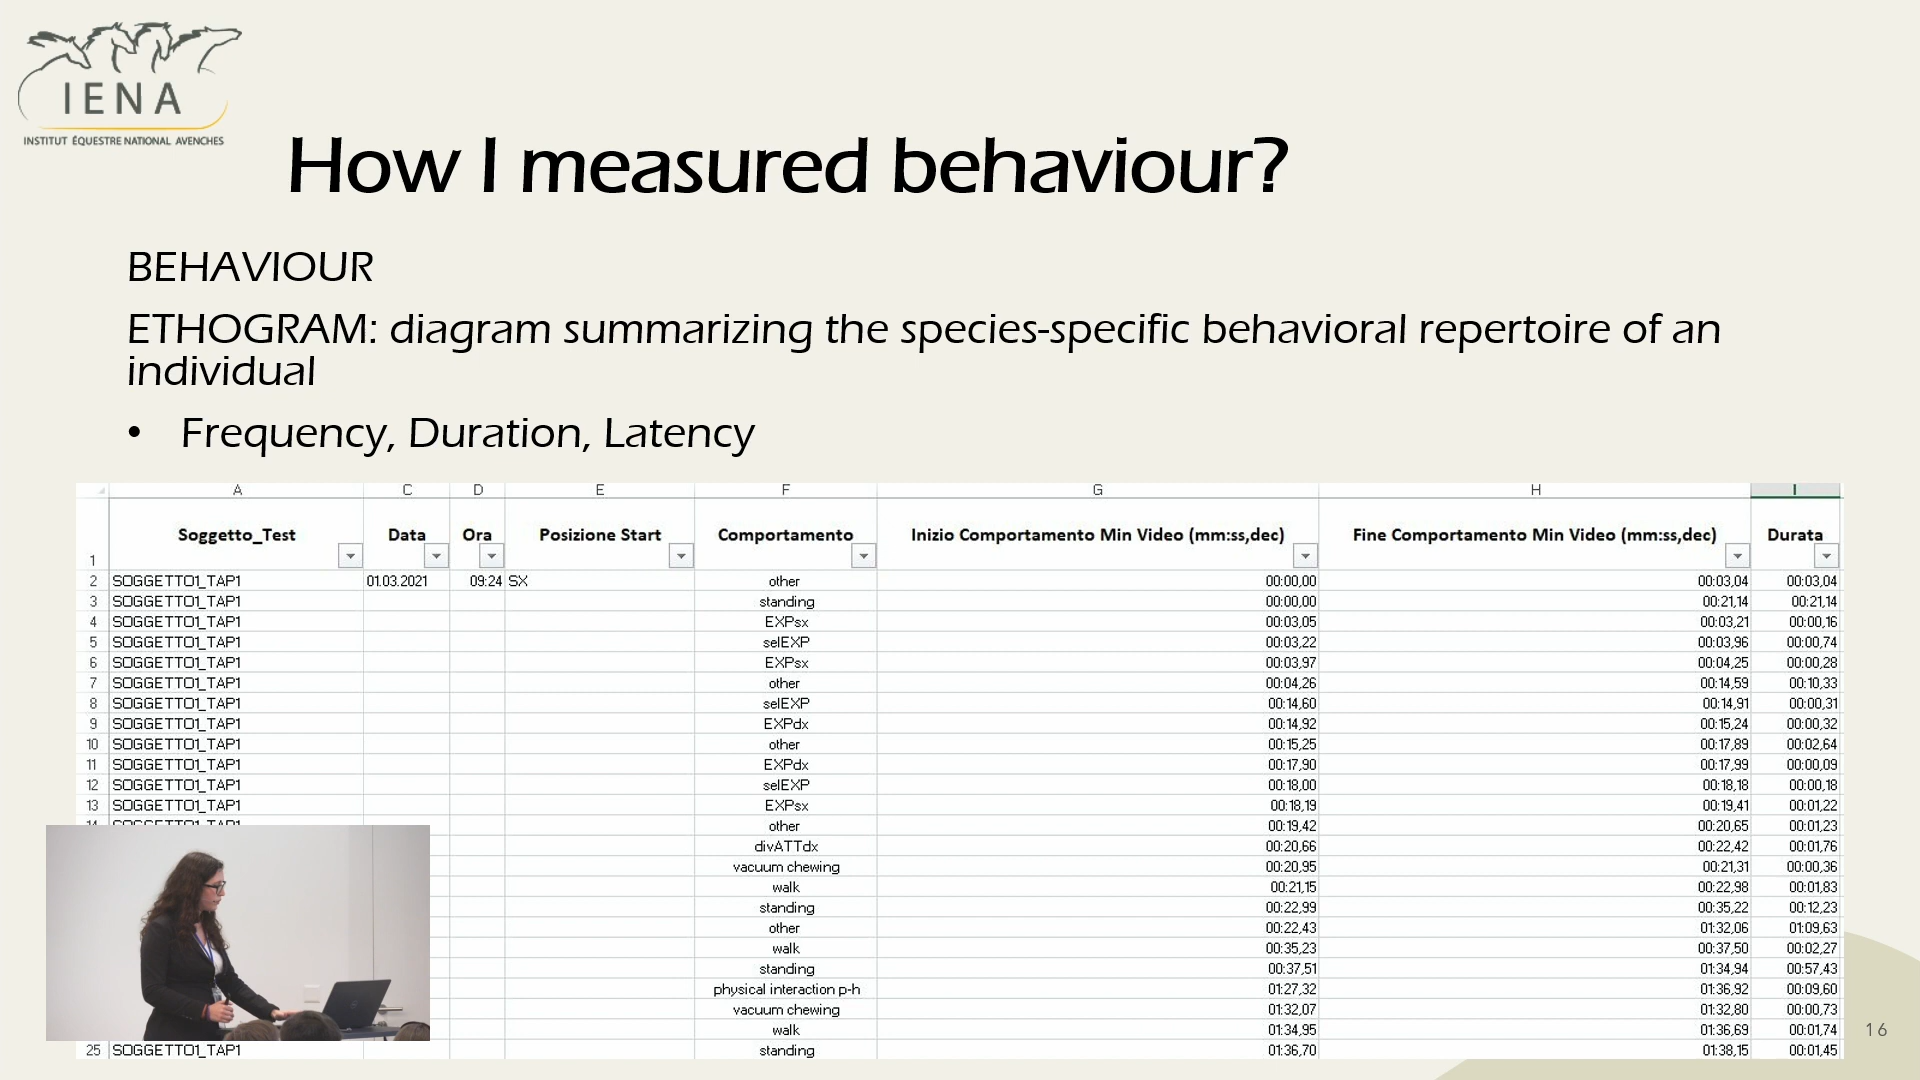 IENA
INSTITUT ÉQUESTRE NATIONAL AVENCHES
How I measured behaviour?
BEHAVIOUR
ETHOGRAM: diagram summarizing the species-specific behavioral repertoire of an
individual
• Frequency, Duration, Latency
A C D E F G H I
1 Soggetto_Test Data Ora Posizione Start Comportamento Inizio Comportamento Min Video (mm:ss,dec) Fine Comportamento Min Video (mm:ss,dec) Durata
2 SOGGETTO1_TAP1 01.03.2021 09:24 SX other 00:00,00 00:03,04 00:03,04
3 SOGGETTO1_TAP1 standing 00:00,00 00:21,14 00:21,14
4 SOGGETTO1_TAP1 EXPsx 00:03,05 00:03,21 00:00,16
5 SOGGETTO1_TAP1 selEXP 00:03,22 00:03,96 00:00,74
6 SOGGETTO1_TAP1 EXPsx 00:03,97 00:04,25 00:00,28
7 SOGGETTO1_TAP1 other 00:04,26 00:14,59 00:10,33
8 SOGGETTO1_TAP1 selEXP 00:14,60 00:14,91 00:00,31
9 SOGGETTO1_TAP1 EXPdx 00:14,92 00:15,24 00:00,32
10 SOGGETTO1_TAP1 other 00:15,25 00:17,89 00:02,64
11 SOGGETTO1_TAP1 EXPdx 00:17,90 00:17,99 00:00,09
12 SOGGETTO1_TAP1 selEXP 00:18,00 00:18,18 00:00,18
13 SOGGETTO1_TAP1 EXPsx 00:18,19 00:19,41 00:01,22
14 SOGGETTO1_TAP1 other 00:19,42 00:20,65 00:01,23
divATTdx 00:20,66 00:22,42 00:01,76
vacuum chewing 00:20,95 00:21,31 00:00,36
walk 00:21,15 00:22,98 00:01,83
standing 00:22,99 00:35,22 00:12,23
other 00:22,43 01:32,06 01:09,63
walk 00:35,23 00:37,50 00:02,27
standing 00:37,51 01:34,94 00:57,43
physical interaction p-h 01:27,32 01:36,92 00:09,60
vacuum chewing 01:32,07 01:32,80 00:00,73
walk 01:34,95 01:36,69 00:01,74
25 SOGGETTO1_TAP1 standing 01:36,70 01:38,15 00:01,45
16